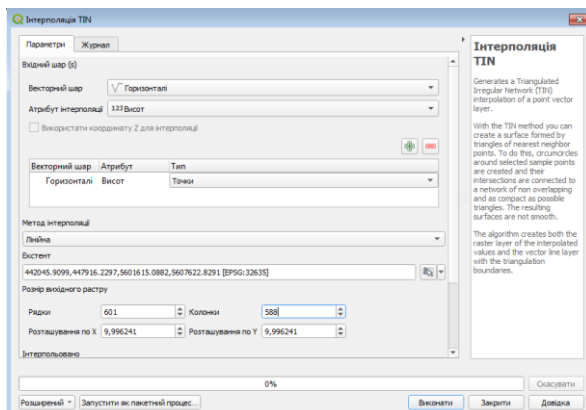 Інтерполяція TIN
Параметри Журнал
Вхідний шар (s)
Векторний шар Горизонталі
Атрибут інтерполяції 123 Висот
Використати координату Z для інтерполяції
Векторний шар Атрибут Тип
Горизонталі Висот Точки
Метод інтерполяції
Лінійна
Екстент
442045.9099,447916.2297,5601615.0882,5607622.8291 [EPSG:32635]
Розмір вихідного растру
Рядки 601 Колонки 588
Розташування по X 9,996241 Розташування по Y 9,996241
Інтерпольовано
0%
Скасувати
Розширений Запустити як пакетний процес... Виконати Закрити Довідка
Інтерполяція
TIN
Generates a Triangulated
Irregular Network (TIN)
interpolation of a point vector
layer.
With the TIN method you can
create a surface formed by
triangles of nearest neighbor
points. To do this, circumcircles
around selected sample points
are created and their
intersections are connected to
a network of non overlapping
and as compact as possible
triangles. The resulting
surfaces are not smooth.
The algorithm creates both the
raster layer of the interpolated
values and the vector line layer
with the triangulation
boundaries.